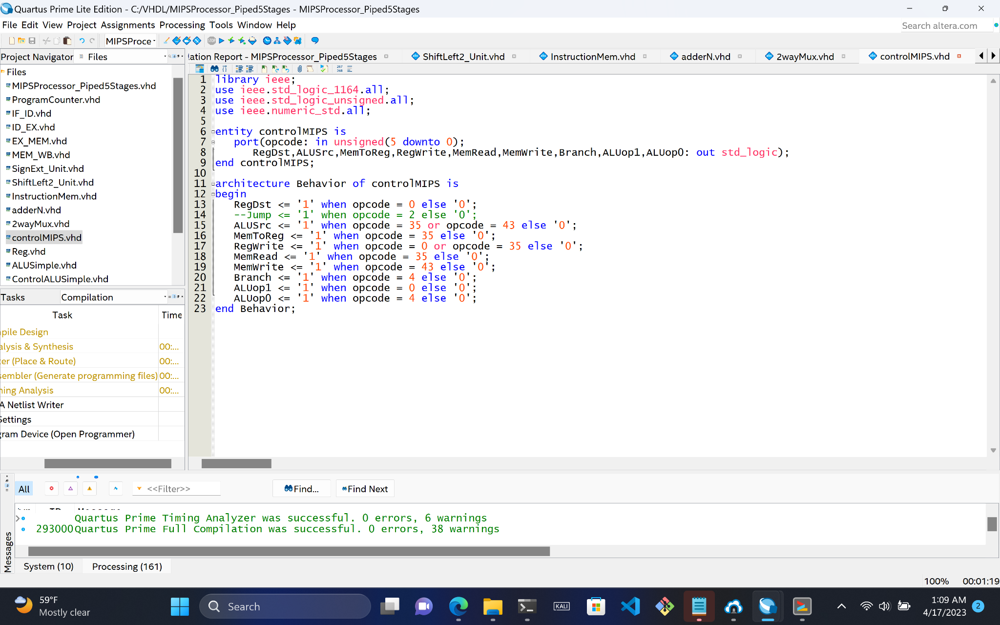 Quartus Prime Lite Edition - C:/VHDL/MIPSProcessor_Piped5Stages - MIPSProcessor_Piped5Stages
File Edit View Project Assignments Processing Tools Window Help
Search altera.com
MIPSProce
Project Navigator Files
ation Report - MIPSProcessor_Piped5Stages ShiftLeft2_Unit.vhd InstructionMem.vhd adderN.vhd 2wayMux.vhd controlMIPS.vhd
267
268
Files
MIPSProcessor_Piped5Stages.vhd
ProgramCounter.vhd
IF_ID.vhd
ID_EX.vhd
EX_MEM.vhd
MEM_WB.vhd
SignExt_Unit.vhd
ShiftLeft2_Unit.vhd
InstructionMem.vhd
adderN.vhd
2wayMux.vhd
controlMIPS.vhd
Reg.vhd
ALUSimple.vhd
ControlALUSimple.vhd
1 library ieee;
2 use ieee.std_logic_1164.all;
3 use ieee.std_logic_unsigned.all;
4 use ieee.numeric_std.all;
5
6 entity controlMIPS is
7 port(opcode: in unsigned(5 downto 0);
8 RegDst,ALUSrc,MemToReg,RegWrite,MemRead,MemWrite,Branch,ALUop1,ALUop0: out std_logic);
9 end controlMIPS;
10
11 architecture Behavior of controlMIPS is
12 begin
13 RegDst <= '1' when opcode = 0 else '0';
14 --Jump <= '1' when opcode = 2 else '0';
15 ALUSrc <= '1' when opcode = 35 or opcode = 43 else '0';
16 MemToReg <= '1' when opcode = 35 else '0';
17 RegWrite <= '1' when opcode = 0 or opcode = 35 else '0';
18 MemRead <= '1' when opcode = 35 else '0';
19 MemWrite <= '1' when opcode = 43 else '0';
20 Branch <= '1' when opcode = 4 else '0';
21 ALUop1 <= '1' when opcode = 0 else '0';
22 ALUop0 <= '1' when opcode = 4 else '0';
23 end Behavior;
Tasks Compilation
Task Time
pile Design
alysis & Synthesis 00:...
ter (Place & Route) 00:...
sembler (Generate programming files) 00:...
ning Analysis 00:...
A Netlist Writer
Settings
gram Device (Open Programmer)
All <<Filter>> Find... Find Next
Quartus Prime Timing Analyzer was successful. 0 errors, 6 warnings
293000 Quartus Prime Full Compilation was successful. 0 errors, 38 warnings
Messages
System (10) Processing (161)
100% 00:01:19
59°F
Mostly clear
Search
KALI
1:09 AM
4/17/2023
2